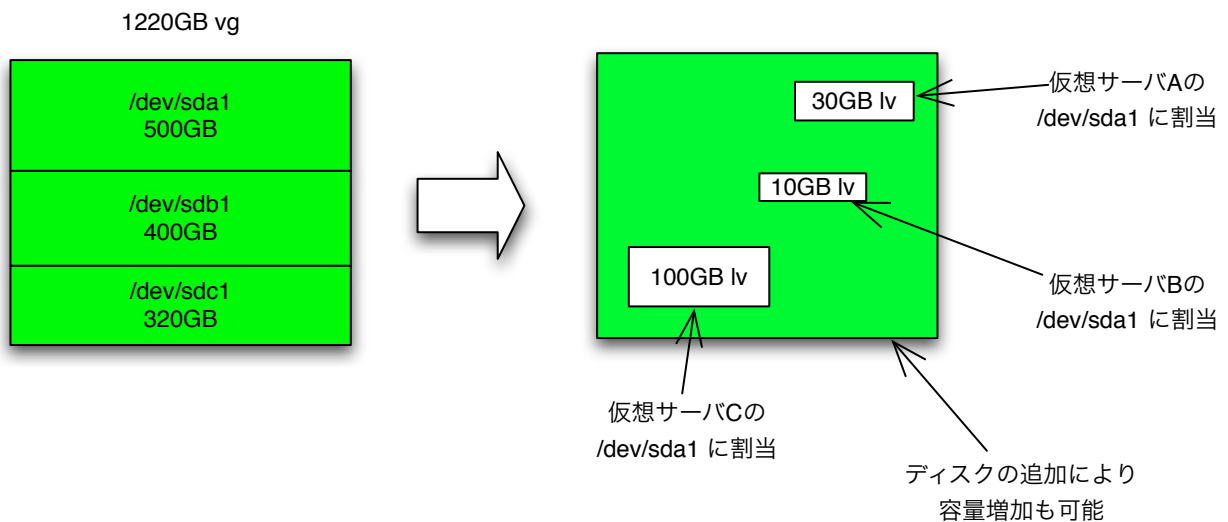 1220GB vg
/dev/sda1
500GB
/dev/sdb1
400GB
/dev/sdc1
320GB
30GB lv
10GB lv
100GB lv
仮想サーバAの
/dev/sda1 に割当
仮想サーバBの
/dev/sda1 に割当
仮想サーバCの
/dev/sda1 に割当
ディスクの追加により
容量増加も可能